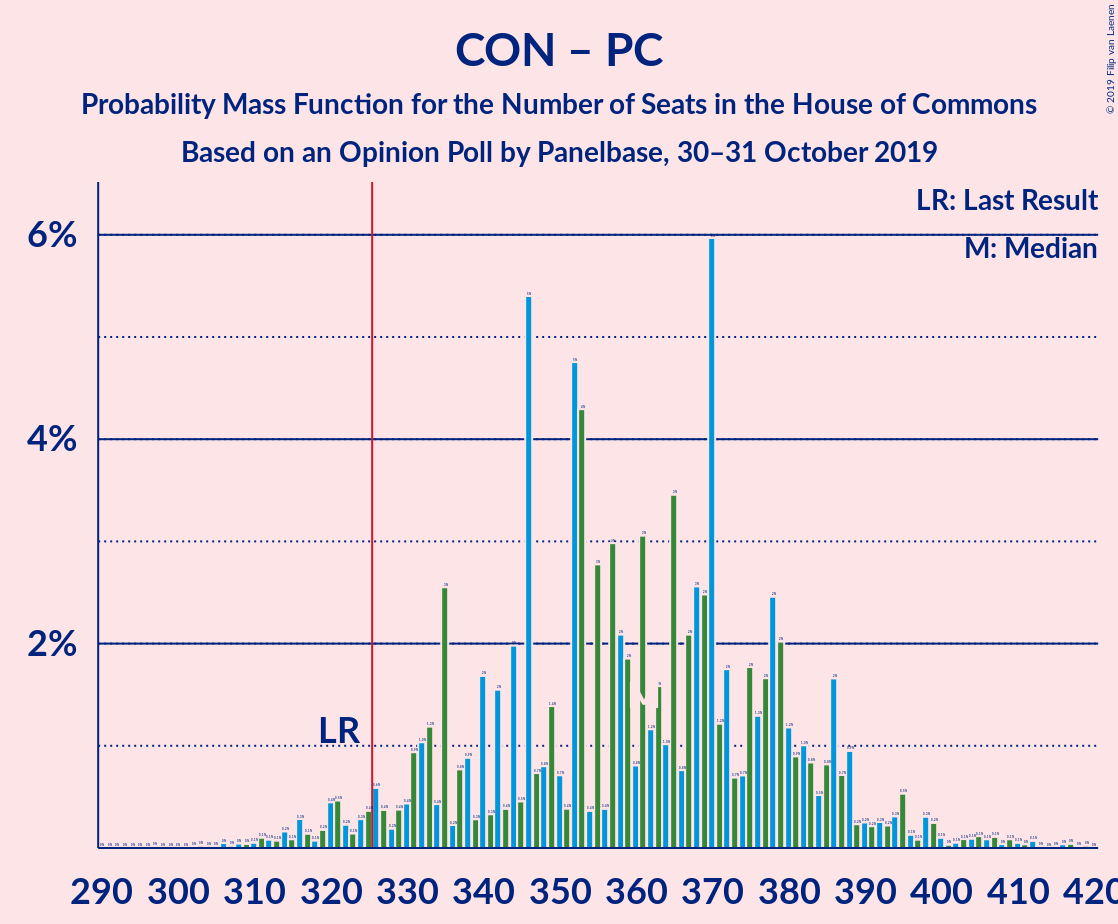 CON – PC
Probability Mass Function for the Number of Seats in the House of Commons
Based on an Opinion Poll by Panelbase, 30–31 October 2019
© 2019 Filip van Laenen
LR: Last Result
M: Median
6%
4%
2%
LR
290 300 310 320 330 340 350 360 370 380 390 400 410 420